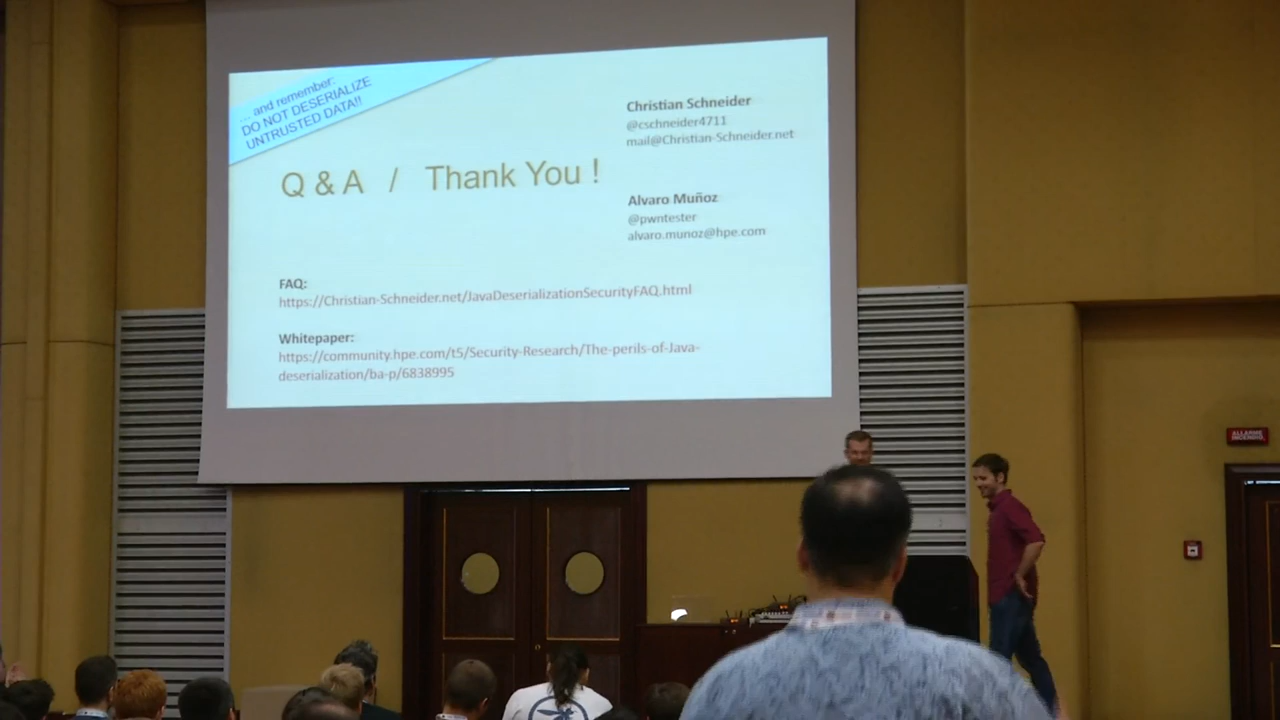 ... and remember:
DO NOT DESERIALIZE
UNTRUSTED DATA!!
Christian Schneider
@cschneider4711
mail@Christian-Schneider.net
Q & A / Thank You !
Alvaro Muñoz
@pwntester
alvaro.munoz@hpe.com
FAQ:
https://Christian-Schneider.net/JavaDeserializationSecurityFAQ.html
Whitepaper:
https://community.hpe.com/t5/Security-Research/The-perils-of-Java-
deserialization/ba-p/6838995
ALLARME
INCENDIO